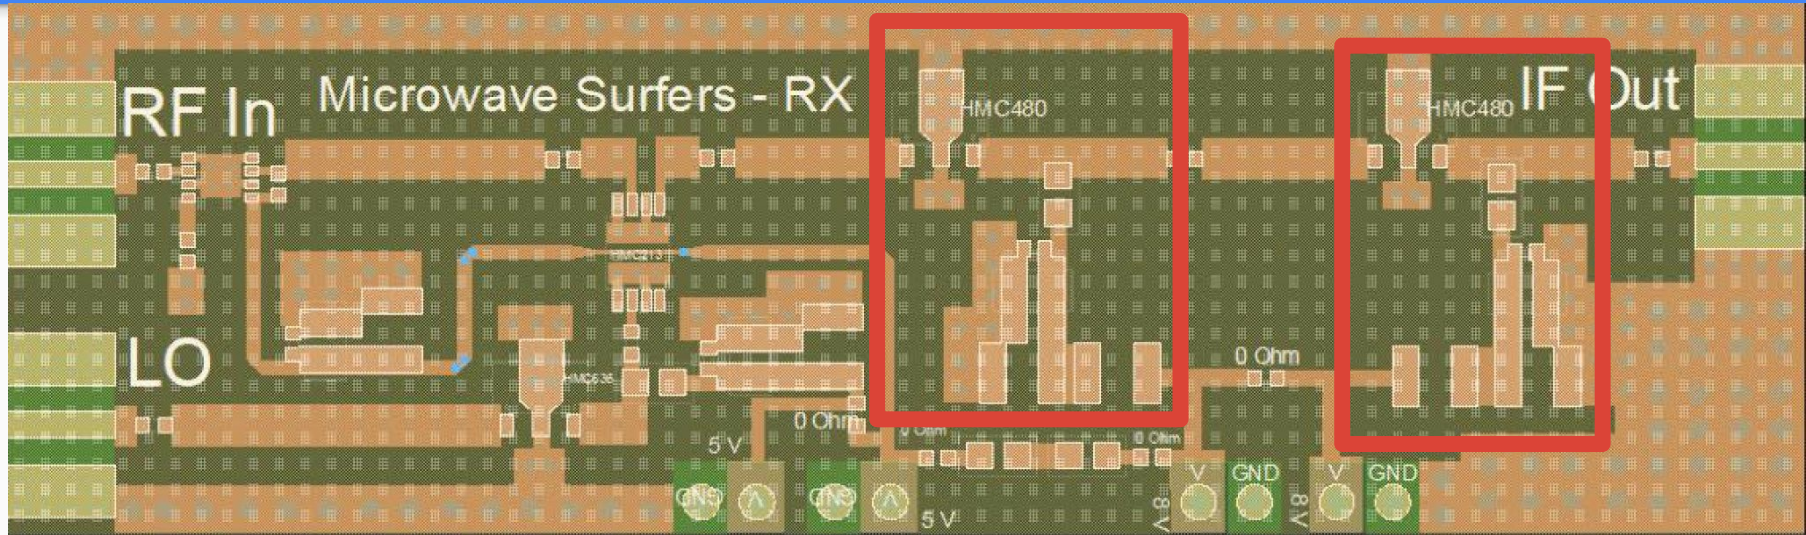 RF In
Microwave Surfers - RX
HMC480
HMC480
IF Out
HMC213
LO
HMC636
0 Ohm
0 Ohm
0 Ohm
0 Ohm
5 V
GND
V
GND
V
5 V
V
GND
8 V
V
GND
8 V